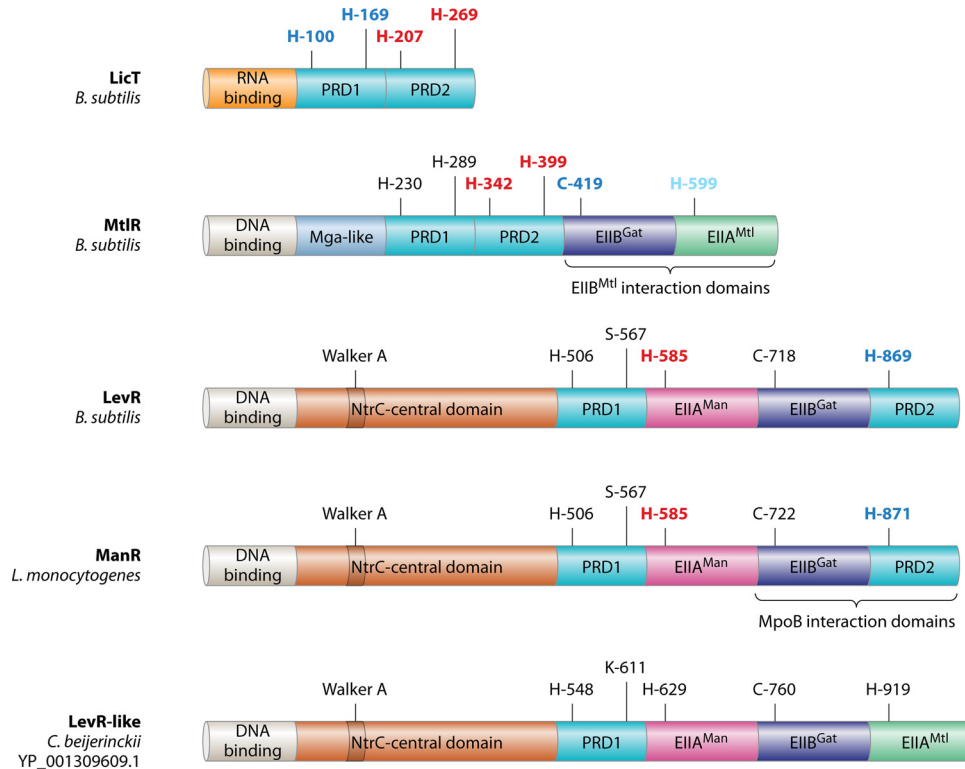 H-169 H-269
H-100 H-207
LicT
B. subtilis
RNA
binding
PRD1 PRD2
H-289 H-399
H-230 H-342 C-419 H-599
MtlR
B. subtilis
DNA
binding
Mga-like PRD1 PRD2 EIIBGat EIIAMtl
EIIBMtl interaction domains
S-567
Walker A H-506 H-585 C-718 H-869
LevR
B. subtilis
DNA
binding
NtrC-central domain PRD1 EIIAMan EIIBGat PRD2
S-567
Walker A H-506 H-585 C-722 H-871
ManR
L. monocytogenes
DNA
binding
NtrC-central domain PRD1 EIIAMan EIIBGat PRD2
MpoB interaction domains
K-611
Walker A H-548 H-629 C-760 H-919
LevR-like
C. beijerinckii
YP_001309609.1
DNA
binding
NtrC-central domain PRD1 EIIAMan EIIBGat EIIAMtl